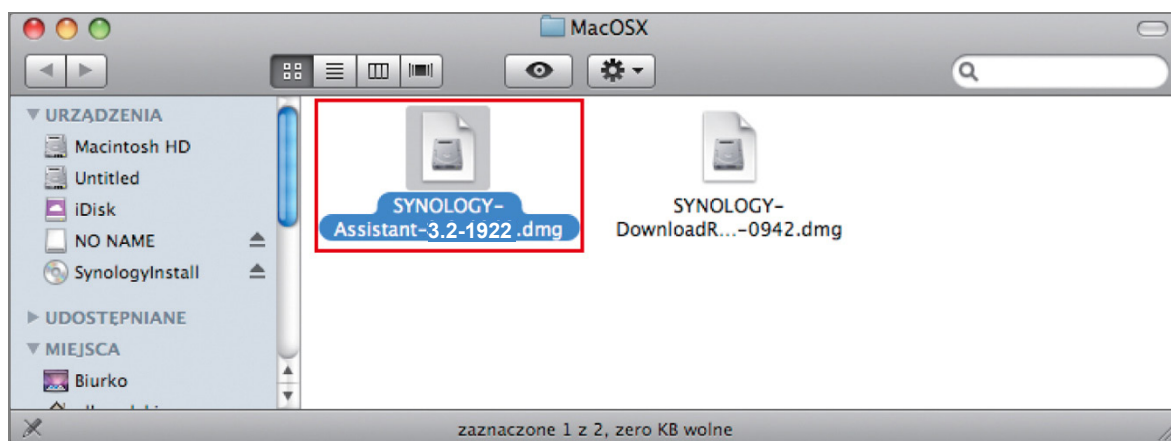 MacOSX
URZĄDZENIA
Macintosh HD
Untitled
iDisk
NO NAME
SynologyInstall
UDOSTĘPNIANE
MIEJSCA
Biurko
SYNOLOGY-
Assistant-3.2-1922.dmg
SYNOLOGY-
DownloadR...-0942.dmg
zaznaczone 1 z 2, zero KB wolne